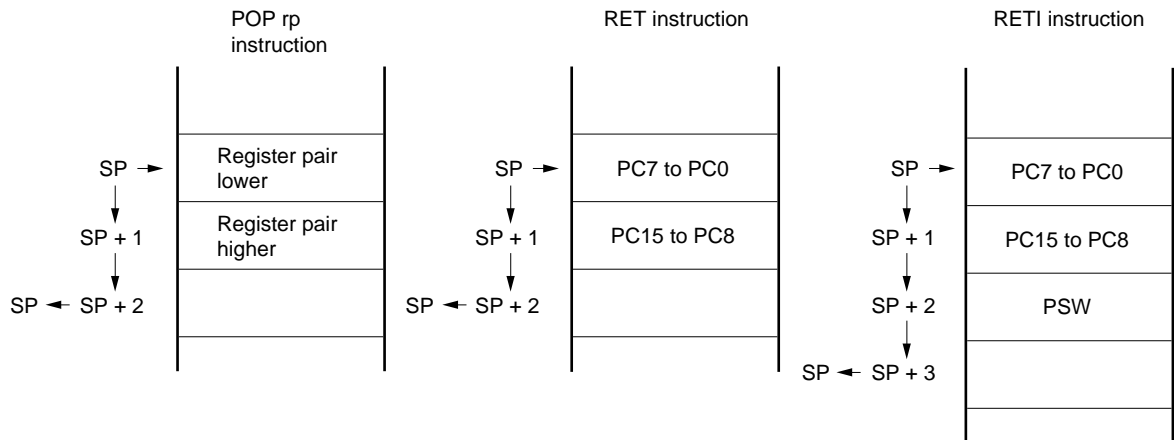 POP rp
instruction
SP
Register pair
lower
SP + 1
Register pair
higher
SP
SP + 2
RET instruction
SP
PC7 to PC0
SP + 1
PC15 to PC8
SP
SP + 2
RETI instruction
SP
PC7 to PC0
SP + 1
PC15 to PC8
SP + 2
PSW
SP
SP + 3